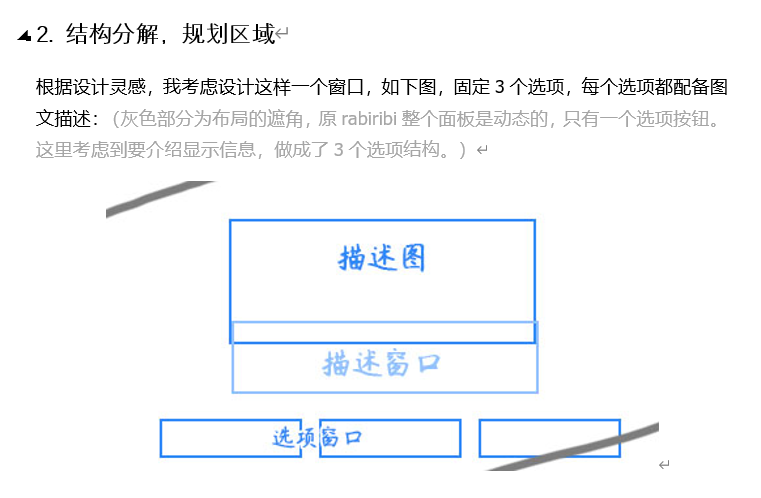 2. 结构分解，规划区域
根据设计灵感，我考虑设计这样一个窗口，如下图，固定 3 个选项，每个选项都配备图
文描述：（灰色部分为布局的遮角，原 rabiribi 整个面板是动态的，只有一个选项按钮。
这里考虑到要介绍显示信息，做成了 3 个选项结构。）
描述图
描述窗口
选项窗口